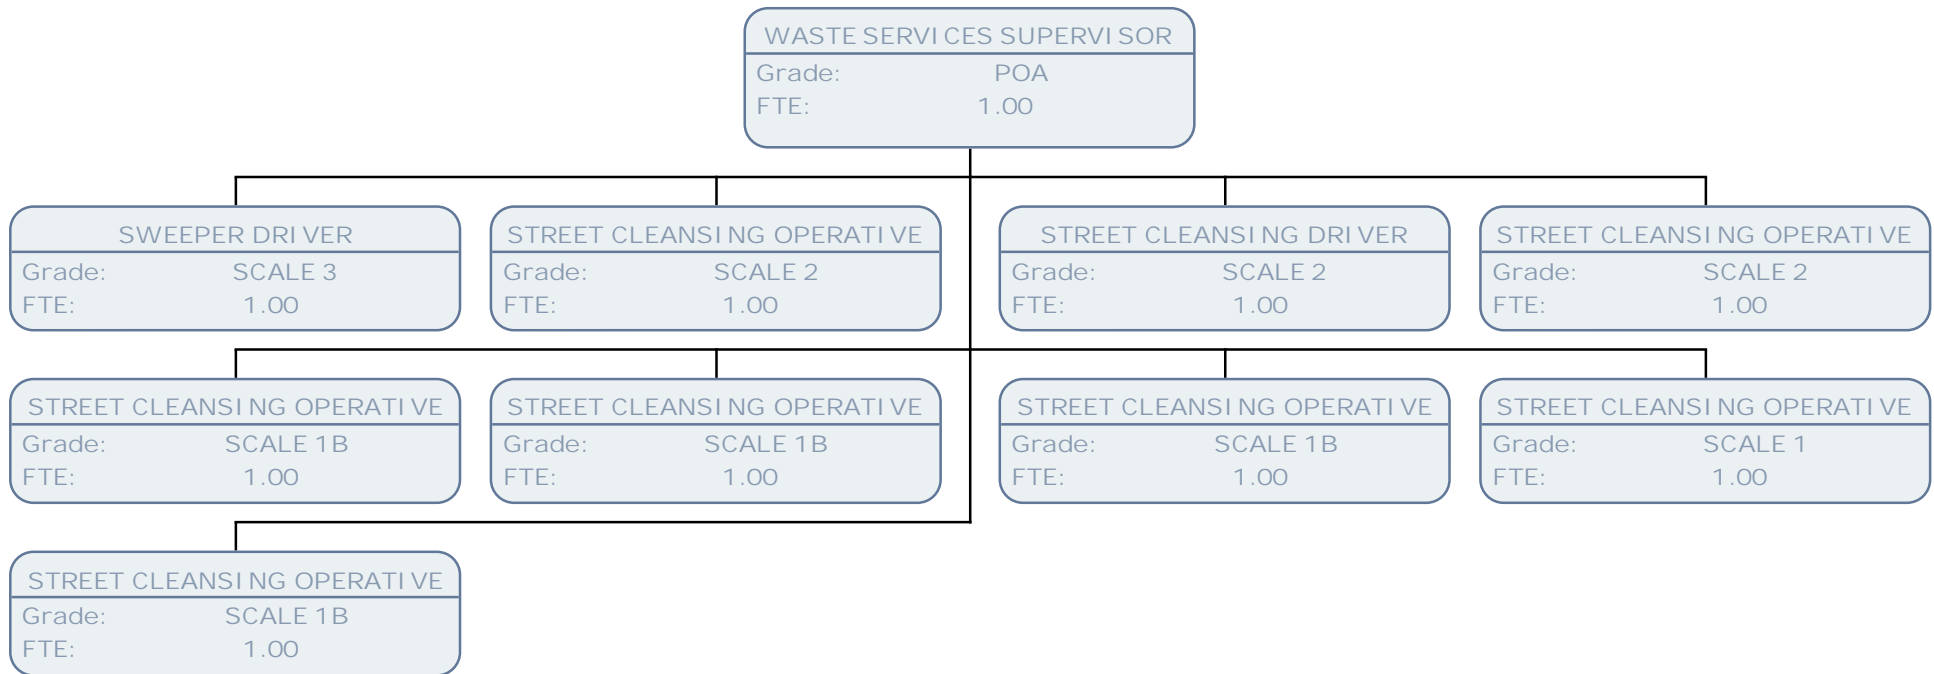 WASTE SERVICES SUPERVISOR
Grade: POA
FTE: 1.00
SWEEPER DRIVER
Grade: SCALE 3
FTE: 1.00
STREET CLEANSING OPERATIVE
Grade: SCALE 2
FTE: 1.00
STREET CLEANSING DRIVER
Grade: SCALE 2
FTE: 1.00
STREET CLEANSING OPERATIVE
Grade: SCALE 2
FTE: 1.00
STREET CLEANSING OPERATIVE
Grade: SCALE 1B
FTE: 1.00
STREET CLEANSING OPERATIVE
Grade: SCALE 1B
FTE: 1.00
STREET CLEANSING OPERATIVE
Grade: SCALE 1B
FTE: 1.00
STREET CLEANSING OPERATIVE
Grade: SCALE 1
FTE: 1.00
STREET CLEANSING OPERATIVE
Grade: SCALE 1B
FTE: 1.00